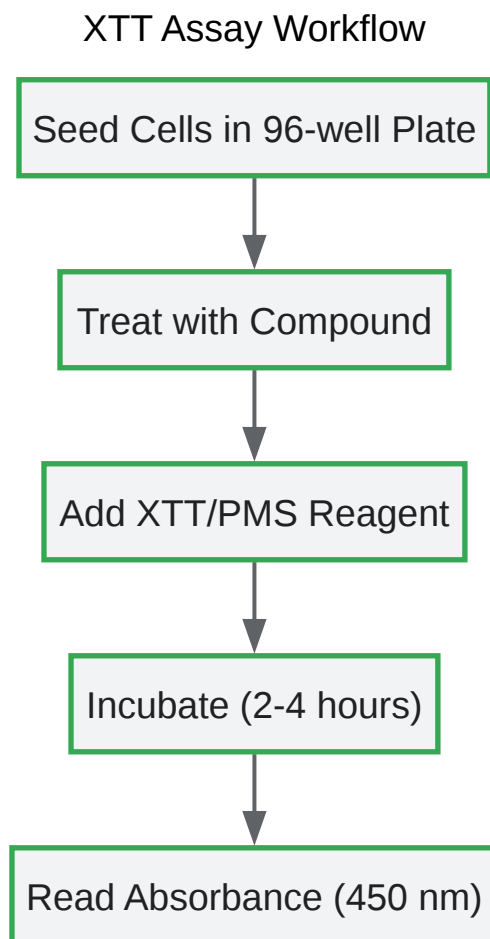 XTT Assay Workflow
Seed Cells in 96-well Plate
Treat with Compound
Add XTT/PMS Reagent
Incubate (2-4 hours)
Read Absorbance (450 nm)